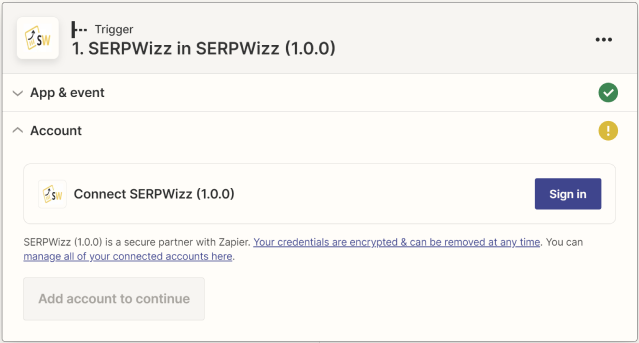 SW
Trigger
1. SERPWizz in SERPWizz (1.0.0)
App & event
Account
SW
Connect SERPWizz (1.0.0)
Sign in
SERPWizz (1.0.0) is a secure partner with Zapier. Your credentials are encrypted & can be removed at any time. You can
manage all of your connected accounts here.
Add account to continue